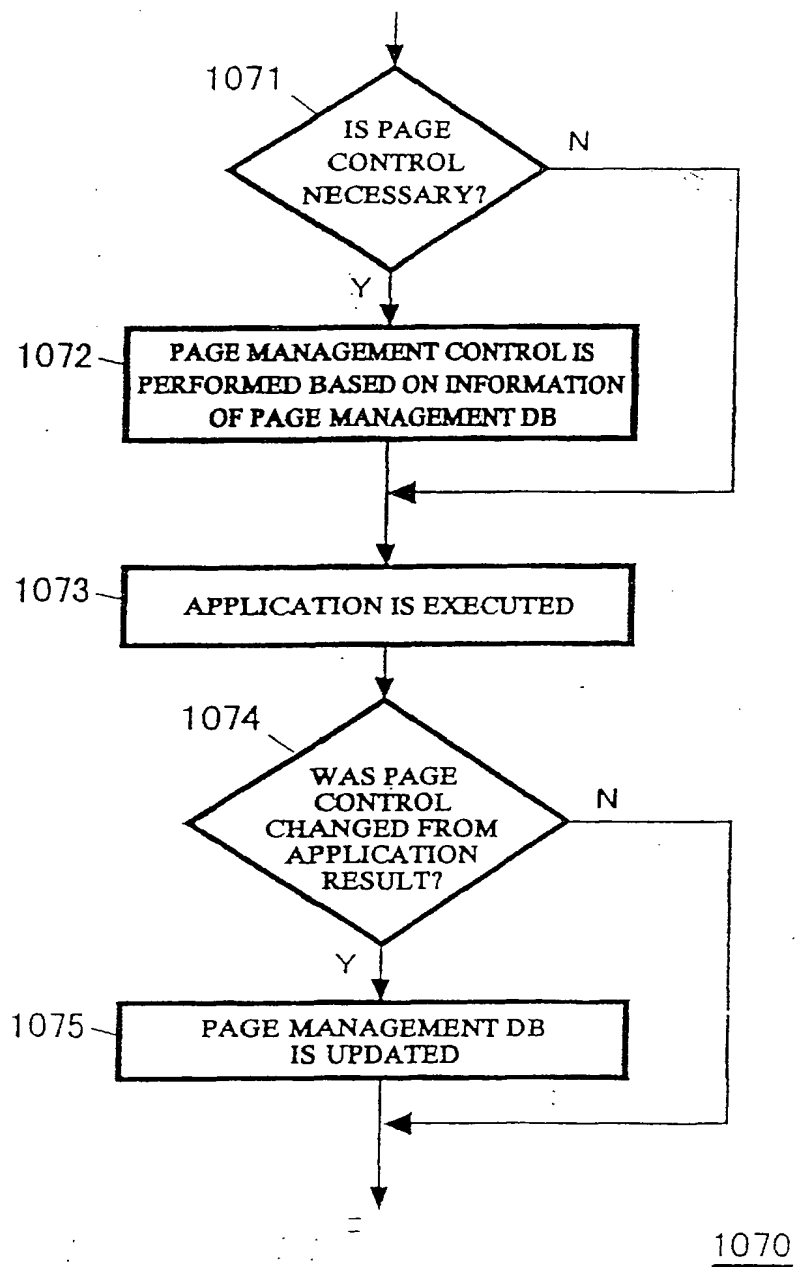 1071
IS PAGE
CONTROL
NECESSARY?
N
Y
1072
PAGE MANAGEMENT CONTROL IS
PERFORMED BASED ON INFORMATION
OF PAGE MANAGEMENT DB
1073
APPLICATION IS EXECUTED
1074
WAS PAGE
CONTROL
CHANGED FROM
APPLICATION
RESULT?
N
Y
1075
PAGE MANAGEMENT DB
IS UPDATED
1070